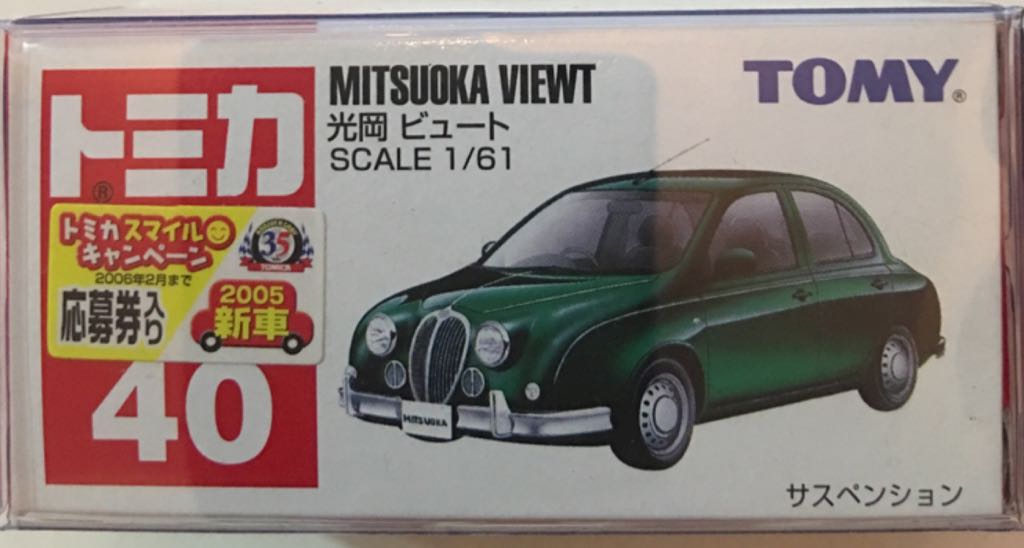 トミカ®
MITSUOKA VIEWT
光岡 ビュート
SCALE 1/61
TOMY®
トミカスマイル
キャンペーン
2006年2月まで
応募券入り
35
TOMICA
2005
新車
40
MITSUOKA
サスペンション